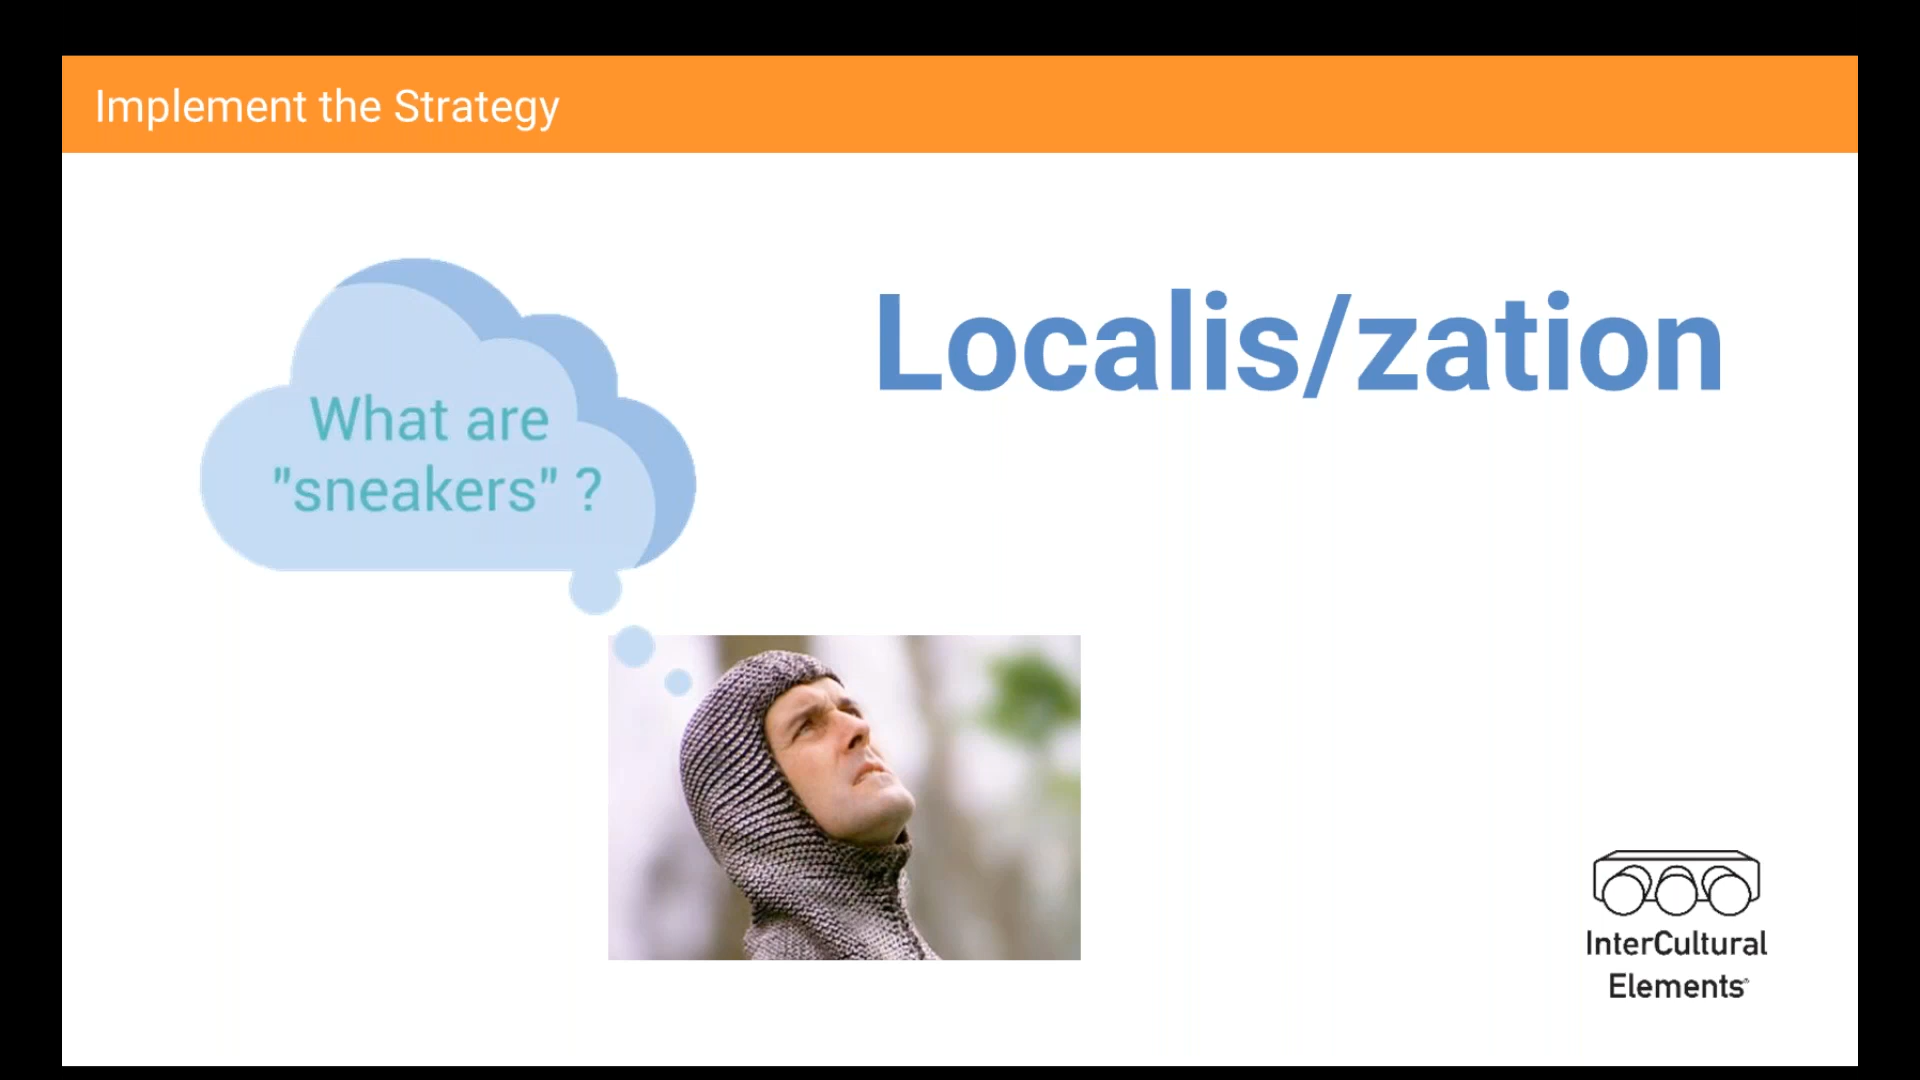 Implement the Strategy
What are
"sneakers" ?
Localis/zation
InterCultural
Elements®